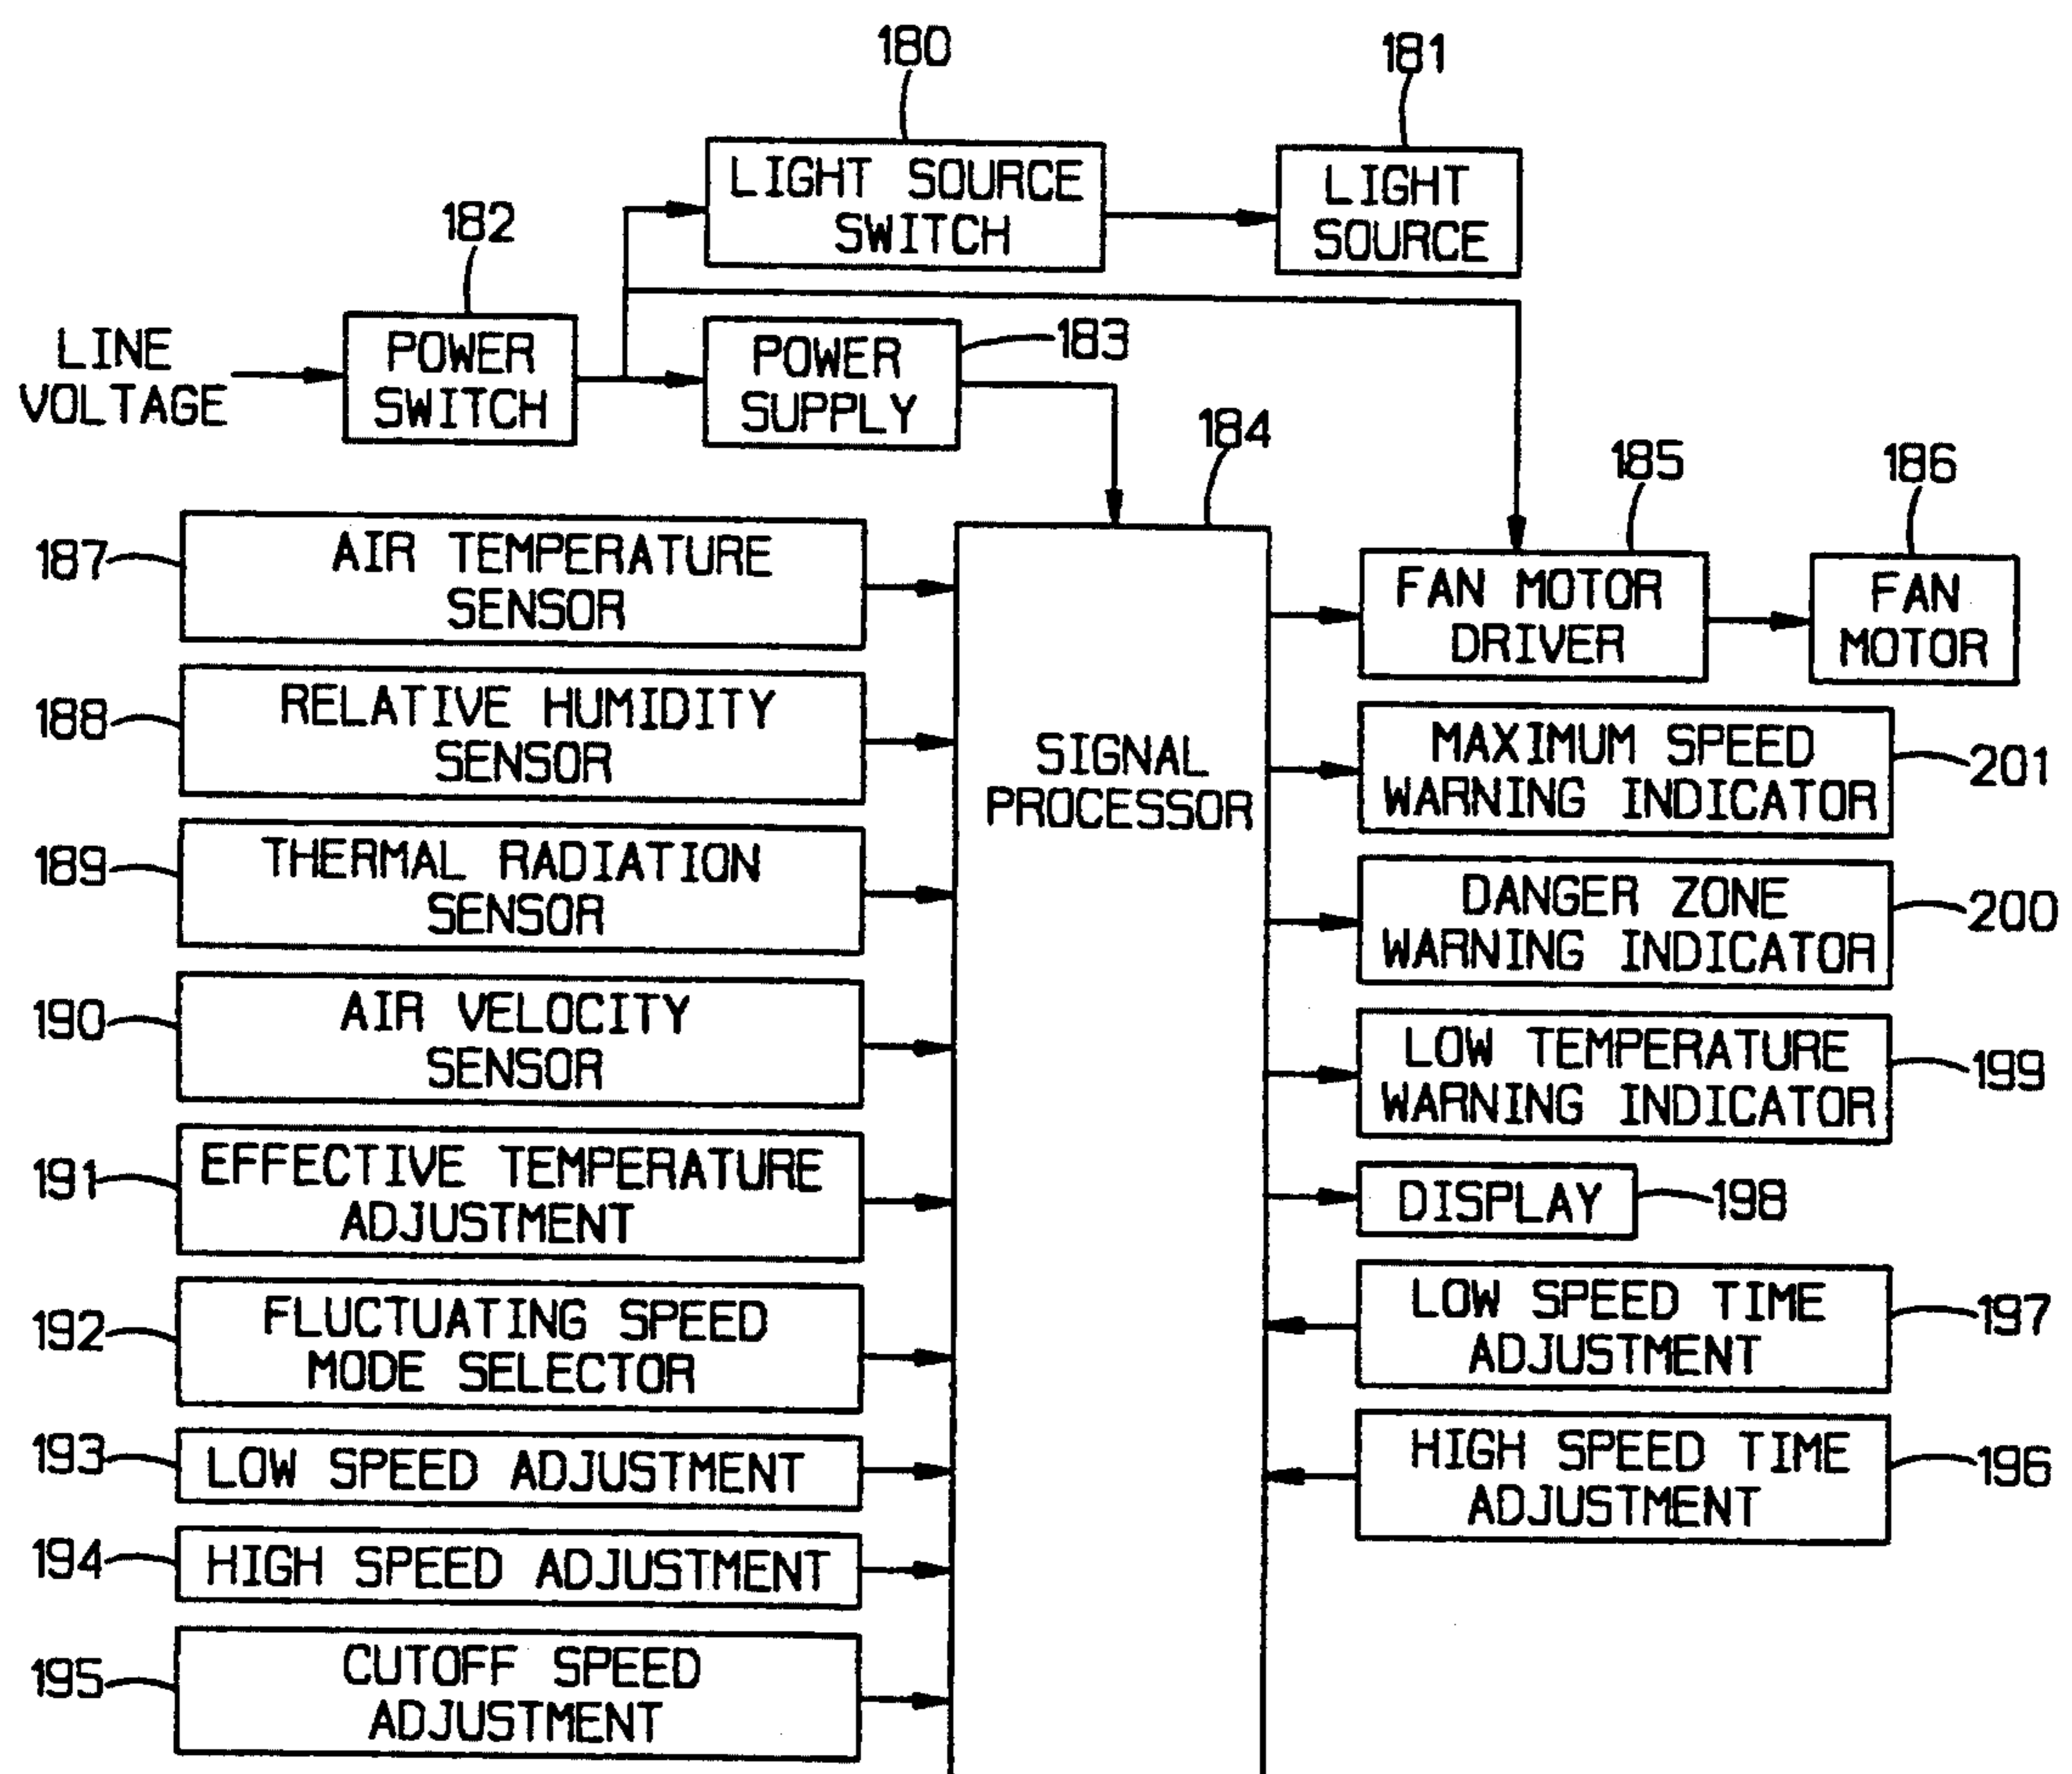 180
181
LIGHT SOURCE
SWITCH
LIGHT
SOURCE
182
LINE
VOLTAGE
POWER
SWITCH
POWER
SUPPLY
183
184
185
186
187
AIR TEMPERATURE
SENSOR
188
RELATIVE HUMIDITY
SENSOR
189
THERMAL RADIATION
SENSOR
190
AIR VELOCITY
SENSOR
191
EFFECTIVE TEMPERATURE
ADJUSTMENT
192
FLUCTUATING SPEED
MODE SELECTOR
193
LOW SPEED ADJUSTMENT
194
HIGH SPEED ADJUSTMENT
195
CUTOFF SPEED
ADJUSTMENT
SIGNAL
PROCESSOR
FAN MOTOR
DRIVER
FAN
MOTOR
MAXIMUM SPEED
WARNING INDICATOR
201
DANGER ZONE
WARNING INDICATOR
200
LOW TEMPERATURE
WARNING INDICATOR
199
DISPLAY
198
LOW SPEED TIME
ADJUSTMENT
197
HIGH SPEED TIME
ADJUSTMENT
196